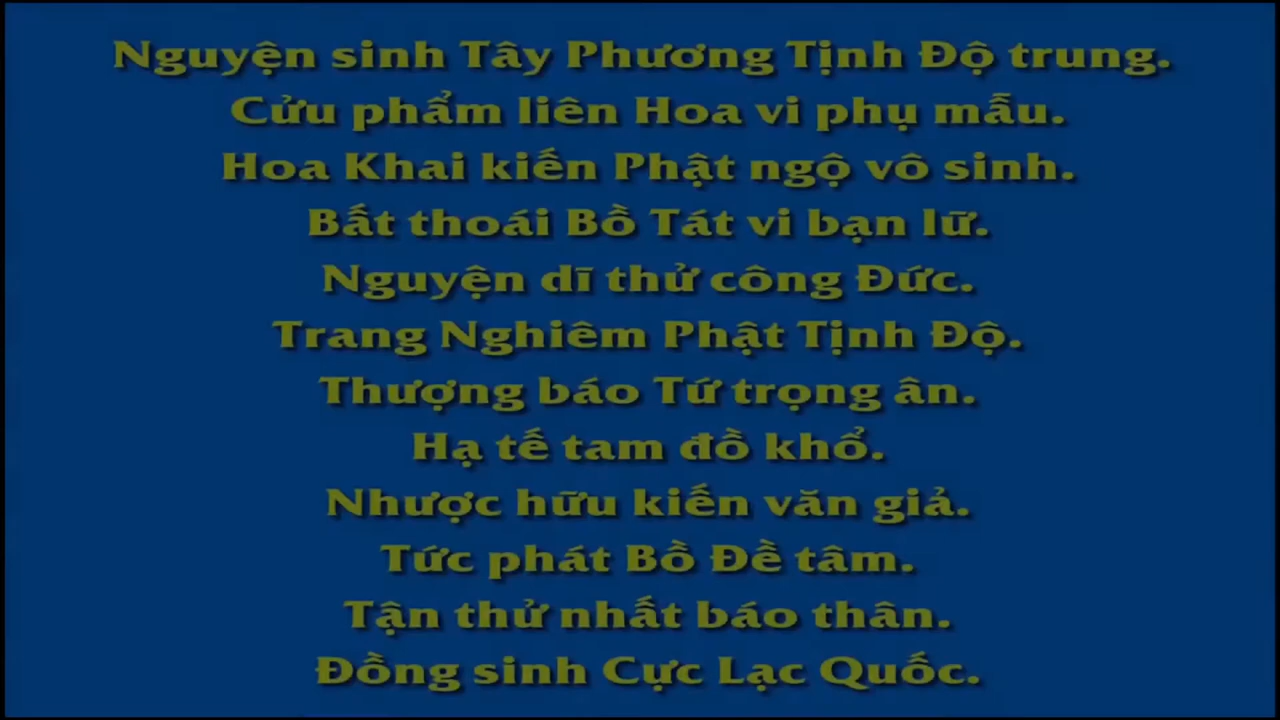 Nguyện sinh Tây Phương Tịnh Độ trung.
Cửu phẩm liên Hoa vi phụ mẫu.
Hoa Khai kiến Phật ngộ vô sinh.
Bất thoái Bồ Tát vi bạn lữ.
Nguyện dĩ thử công Đức.
Trang Nghiêm Phật Tịnh Độ.
Thượng báo Tứ trọng ân.
Hạ tế tam đồ khổ.
Nhược hữu kiến văn giả.
Tức phát Bồ Đề tâm.
Tận thử nhất báo thân.
Đồng sinh Cực Lạc Quốc.